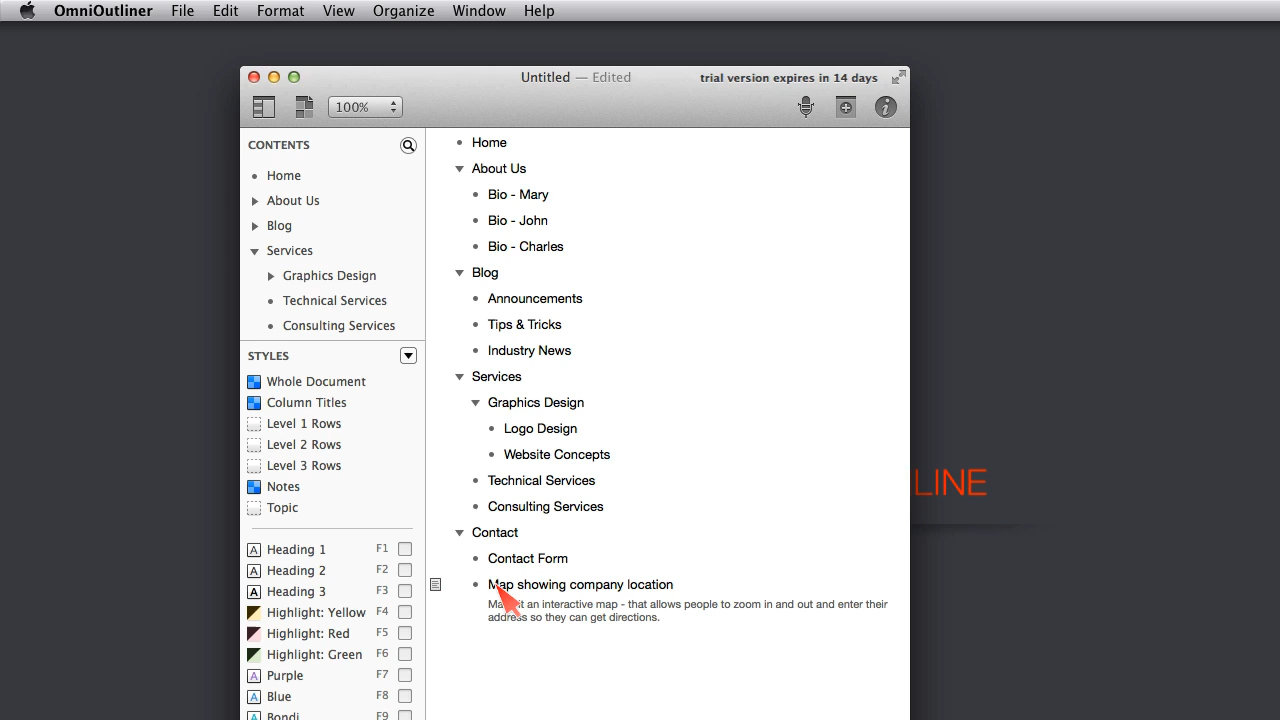 OmniOutliner File Edit Format View Organize Window Help
Untitled — Edited
trial version expires in 14 days
100%
CONTENTS
Home
About Us
Blog
Services
Graphics Design
Technical Services
Consulting Services
STYLES
Whole Document
Column Titles
Level 1 Rows
Level 2 Rows
Level 3 Rows
Notes
Topic
Heading 1 F1
Heading 2 F2
Heading 3 F3
Highlight: Yellow F4
Highlight: Red F5
Highlight: Green F6
Purple F7
Blue F8
Bondi F9
Home
About Us
Bio - Mary
Bio - John
Bio - Charles
Blog
Announcements
Tips & Tricks
Industry News
Services
Graphics Design
Logo Design
Website Concepts
Technical Services
Consulting Services
Contact
Contact Form
Map showing company location
an interactive map - that allows people to zoom in and out and enter their
address so they can get directions.
LINE